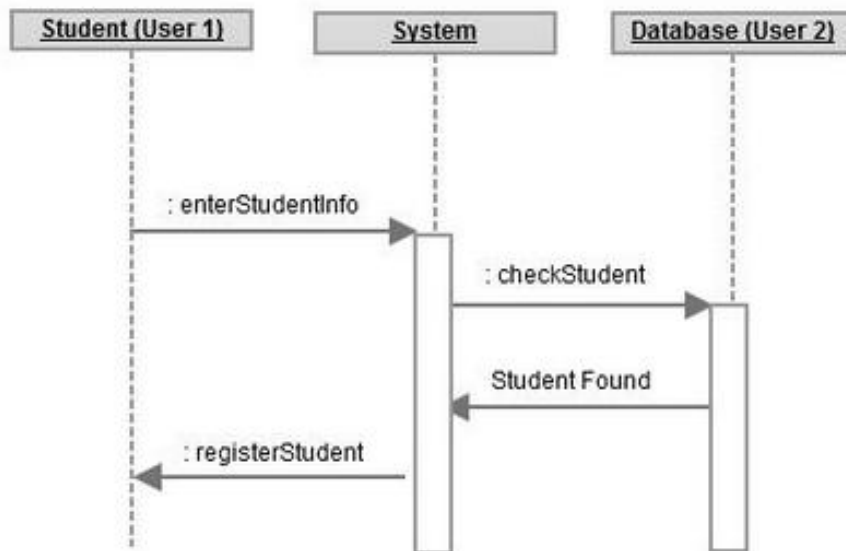 Student (User 1)
System
Database (User 2)
: enterStudentInfo
: checkStudent
Student Found
: registerStudent